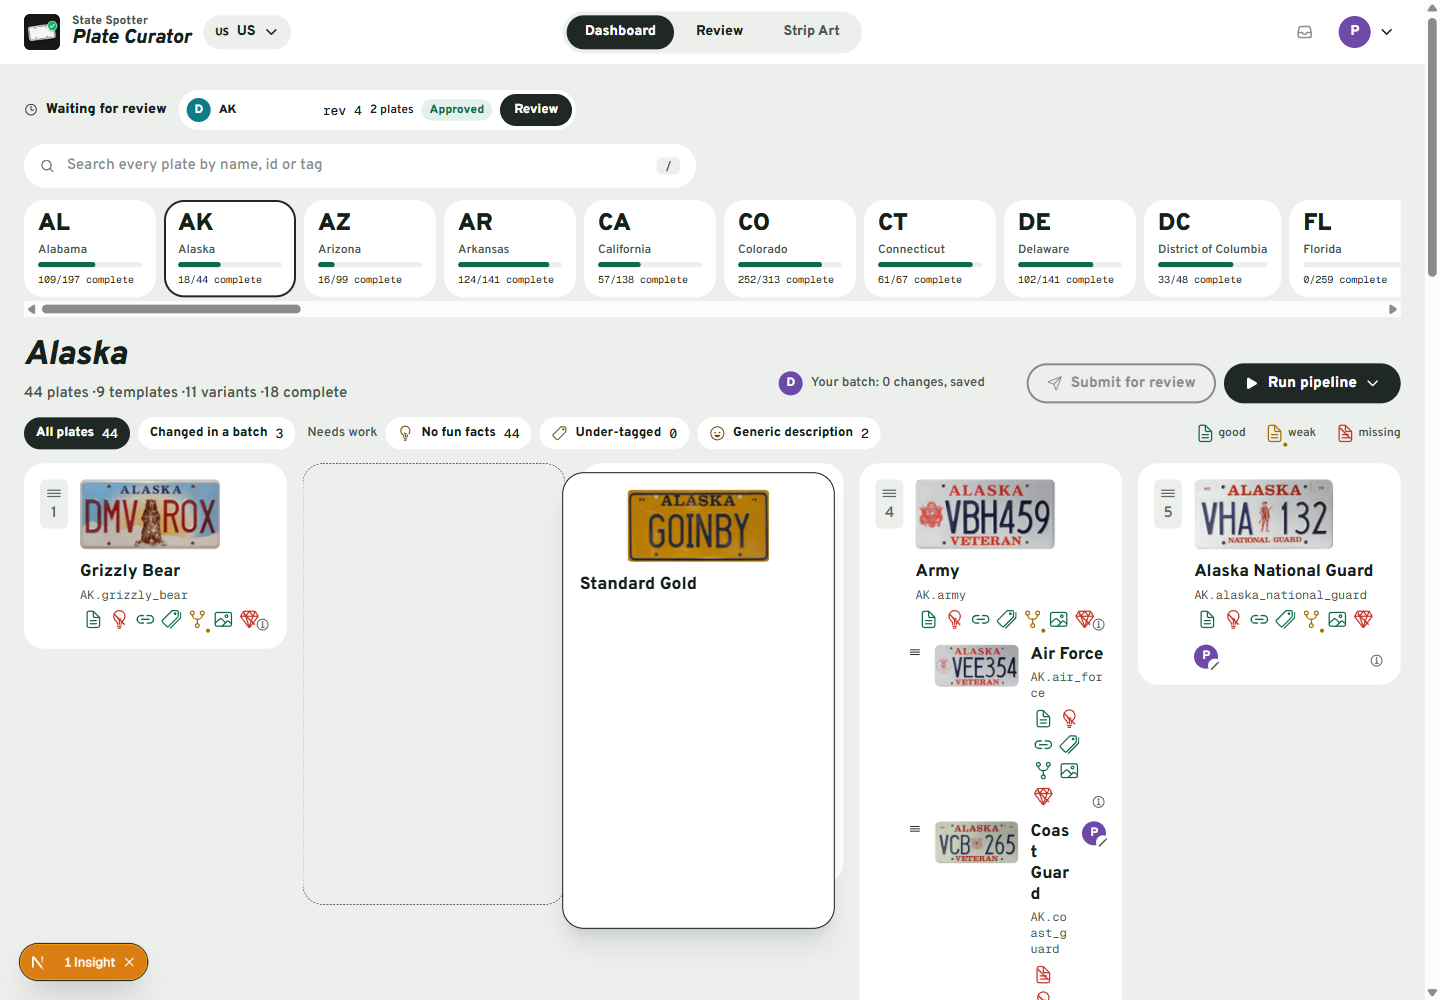 State Spotter
Plate Curator
US US
Dashboard
Review
Strip Art
P
Waiting for review
D AK rev 4 2 plates Approved Review
Search every plate by name, id or tag /
AL
Alabama
109/197 complete
AK
Alaska
18/44 complete
AZ
Arizona
16/99 complete
AR
Arkansas
124/141 complete
CA
California
57/138 complete
CO
Colorado
252/313 complete
CT
Connecticut
61/67 complete
DE
Delaware
102/141 complete
DC
District of Columbia
33/48 complete
FL
Florida
0/259 complete
Alaska
44 plates ·9 templates ·11 variants ·18 complete
D Your batch: 0 changes, saved
Submit for review
Run pipeline
All plates 44
Changed in a batch 3
Needs work
No fun facts 44
Under-tagged 0
Generic description 2
good
weak
missing
1
ALASKA
DMV ROX
Grizzly Bear
AK.grizzly_bear
ALASKA
GOINBY
Standard Gold
4
ALASKA
VBH459
VETERAN
Army
AK.army
ALASKA
VEE354
VETERAN
Air Force
AK.air_for
ce
ALASKA
VCB 265
VETERAN
Coas
t
Guar
d
P
AK.co
ast_g
uard
5
ALASKA
VHA 132
NATIONAL GUARD
Alaska National Guard
AK.alaska_national_guard
P
N 1 Insight